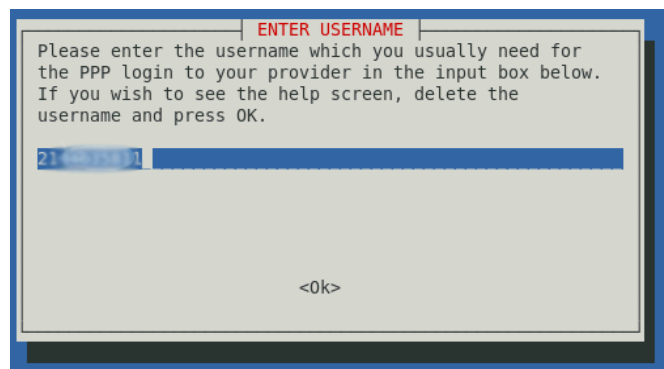 ENTER USERNAME
Please enter the username which you usually need for
the PPP login to your provider in the input box below.
If you wish to see the help screen, delete the
username and press OK.
<Ok>